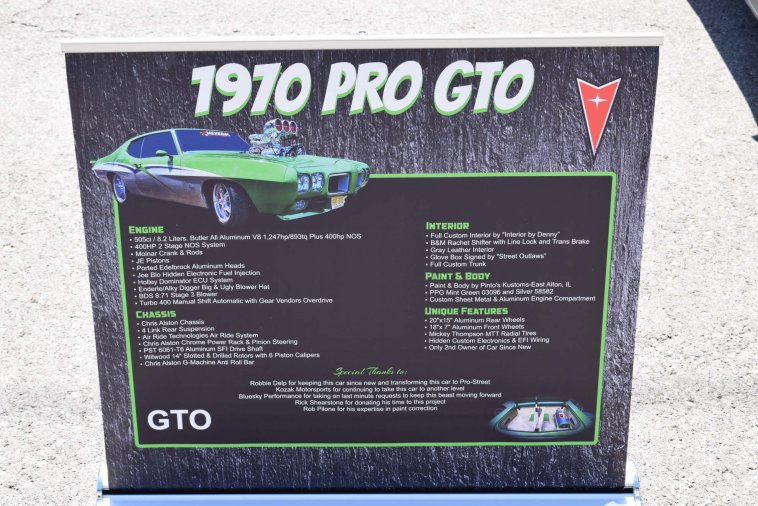 1970 PRO GTO
ENGINE
• 505ci / 8.2 Liters, Butler All Aluminum V8 1,247hp/893tq Plus 400hp NOS
• 400HP 2 Stage NOS System
• Molnar Crank & Rods
• JE Pistons
• Ported Edelbrock Aluminum Heads
• Joe Blo Hidden Electronic Fuel Injection
• Holley Dominator ECU System
• Enderle/Alky Digger Big & Ugly Blower Hat
• BDS 8:71 Stage 3 Blower
• Turbo 400 Manual Shift Automatic with Gear Vendors Overdrive
CHASSIS
• Chris Alston Chassis
• 4 Link Rear Suspension
• Air Ride Technologies Air Ride System
• Chris Alston Chrome Power Rack & Pinion Steering
• PST 6061-T6 Aluminum SFI Drive Shaft
• Wilwood 14" Slotted & Drilled Rotors with 6 Piston Calipers
• Chris Alston G-Machine Anti Roll Bar
INTERIOR
• Full Custom Interior by "Interior by Denny"
• B&M Rachet Shifter with Line Lock and Trans Brake
• Gray Leather Interior
• Glove Box Signed by "Street Outlaws"
• Full Custom Trunk
PAINT & BODY
• Paint & Body by Pinto's Kustoms-East Alton, IL
• PPG Mint Green 03096 and Silver 58582
• Custom Sheet Metal & Aluminum Engine Compartment
UNIQUE FEATURES
• 20"x15" Aluminum Rear Wheels
• 18"x 7" Aluminum Front Wheels
• Mickey Thompson MTT Radial Tires
• Hidden Custom Electronics & EFI Wiring
• Only 2nd Owner of Car Since New
Special Thanks to:
Robbie Delp for keeping this car since new and transforming this car to Pro-Street
Kozak Motorsports for continuing to take this car to another level
Bluesky Performance for taking on last minute requests to keep this beast moving forward
Rick Shearstone for donating his time to this project
Rob Pilone for his expertise in paint correction
GTO